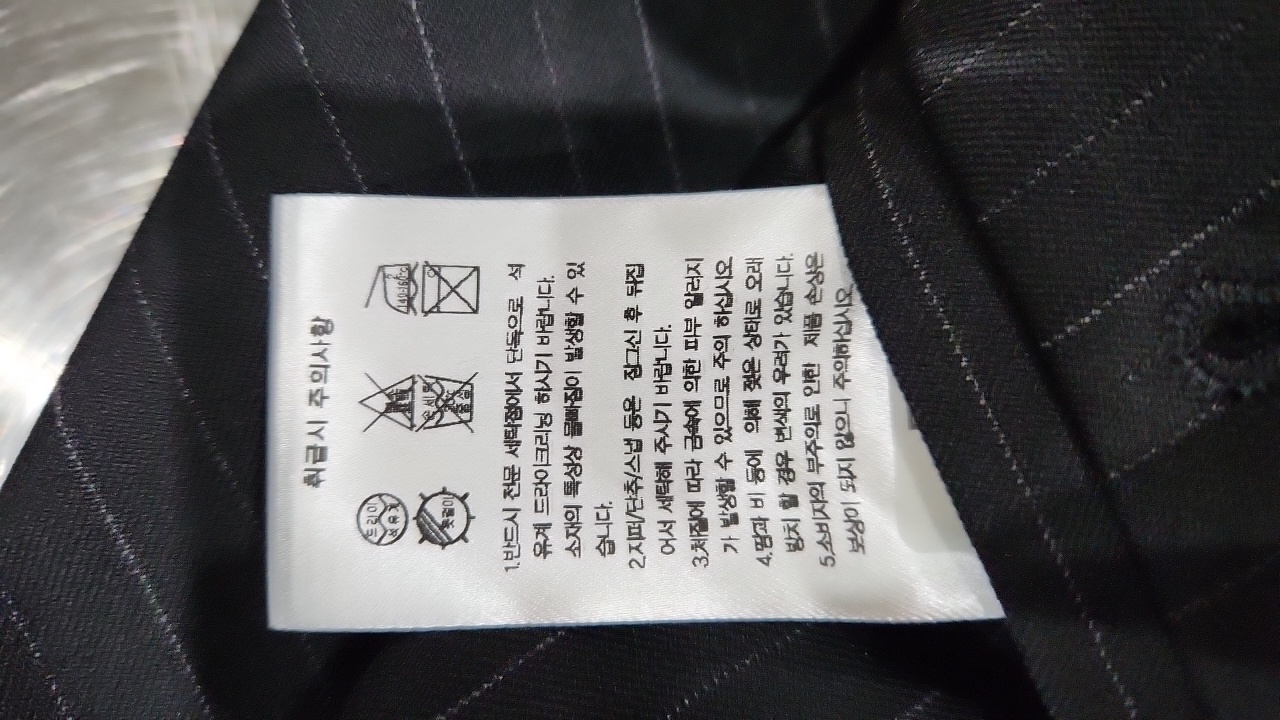 취급시 주의사항
드라이
석유계
140-160℃
옷걸이
1.반드시 전문 세탁점에서 단독으로 석
유계 드라이크리닝 하시기 바랍니다.
소재의 특성상 물빠짐이 발생할 수 있
습니다.
2.지퍼/단추/스냅 등은 잠그신 후 뒤집
어서 세탁해 주시기 바랍니다.
3.체질에 따라 금속에 의한 피부 알러지
가 발생할 수 있으므로 주의 하십시오
4.땀과 비 등에 의해 젖은 상태로 오래
방치 할 경우 변색의 우려가 있습니다.
5.소비자의 부주의로 인한 제품 손상은
보상이 되지 않으니 주의하십시오.